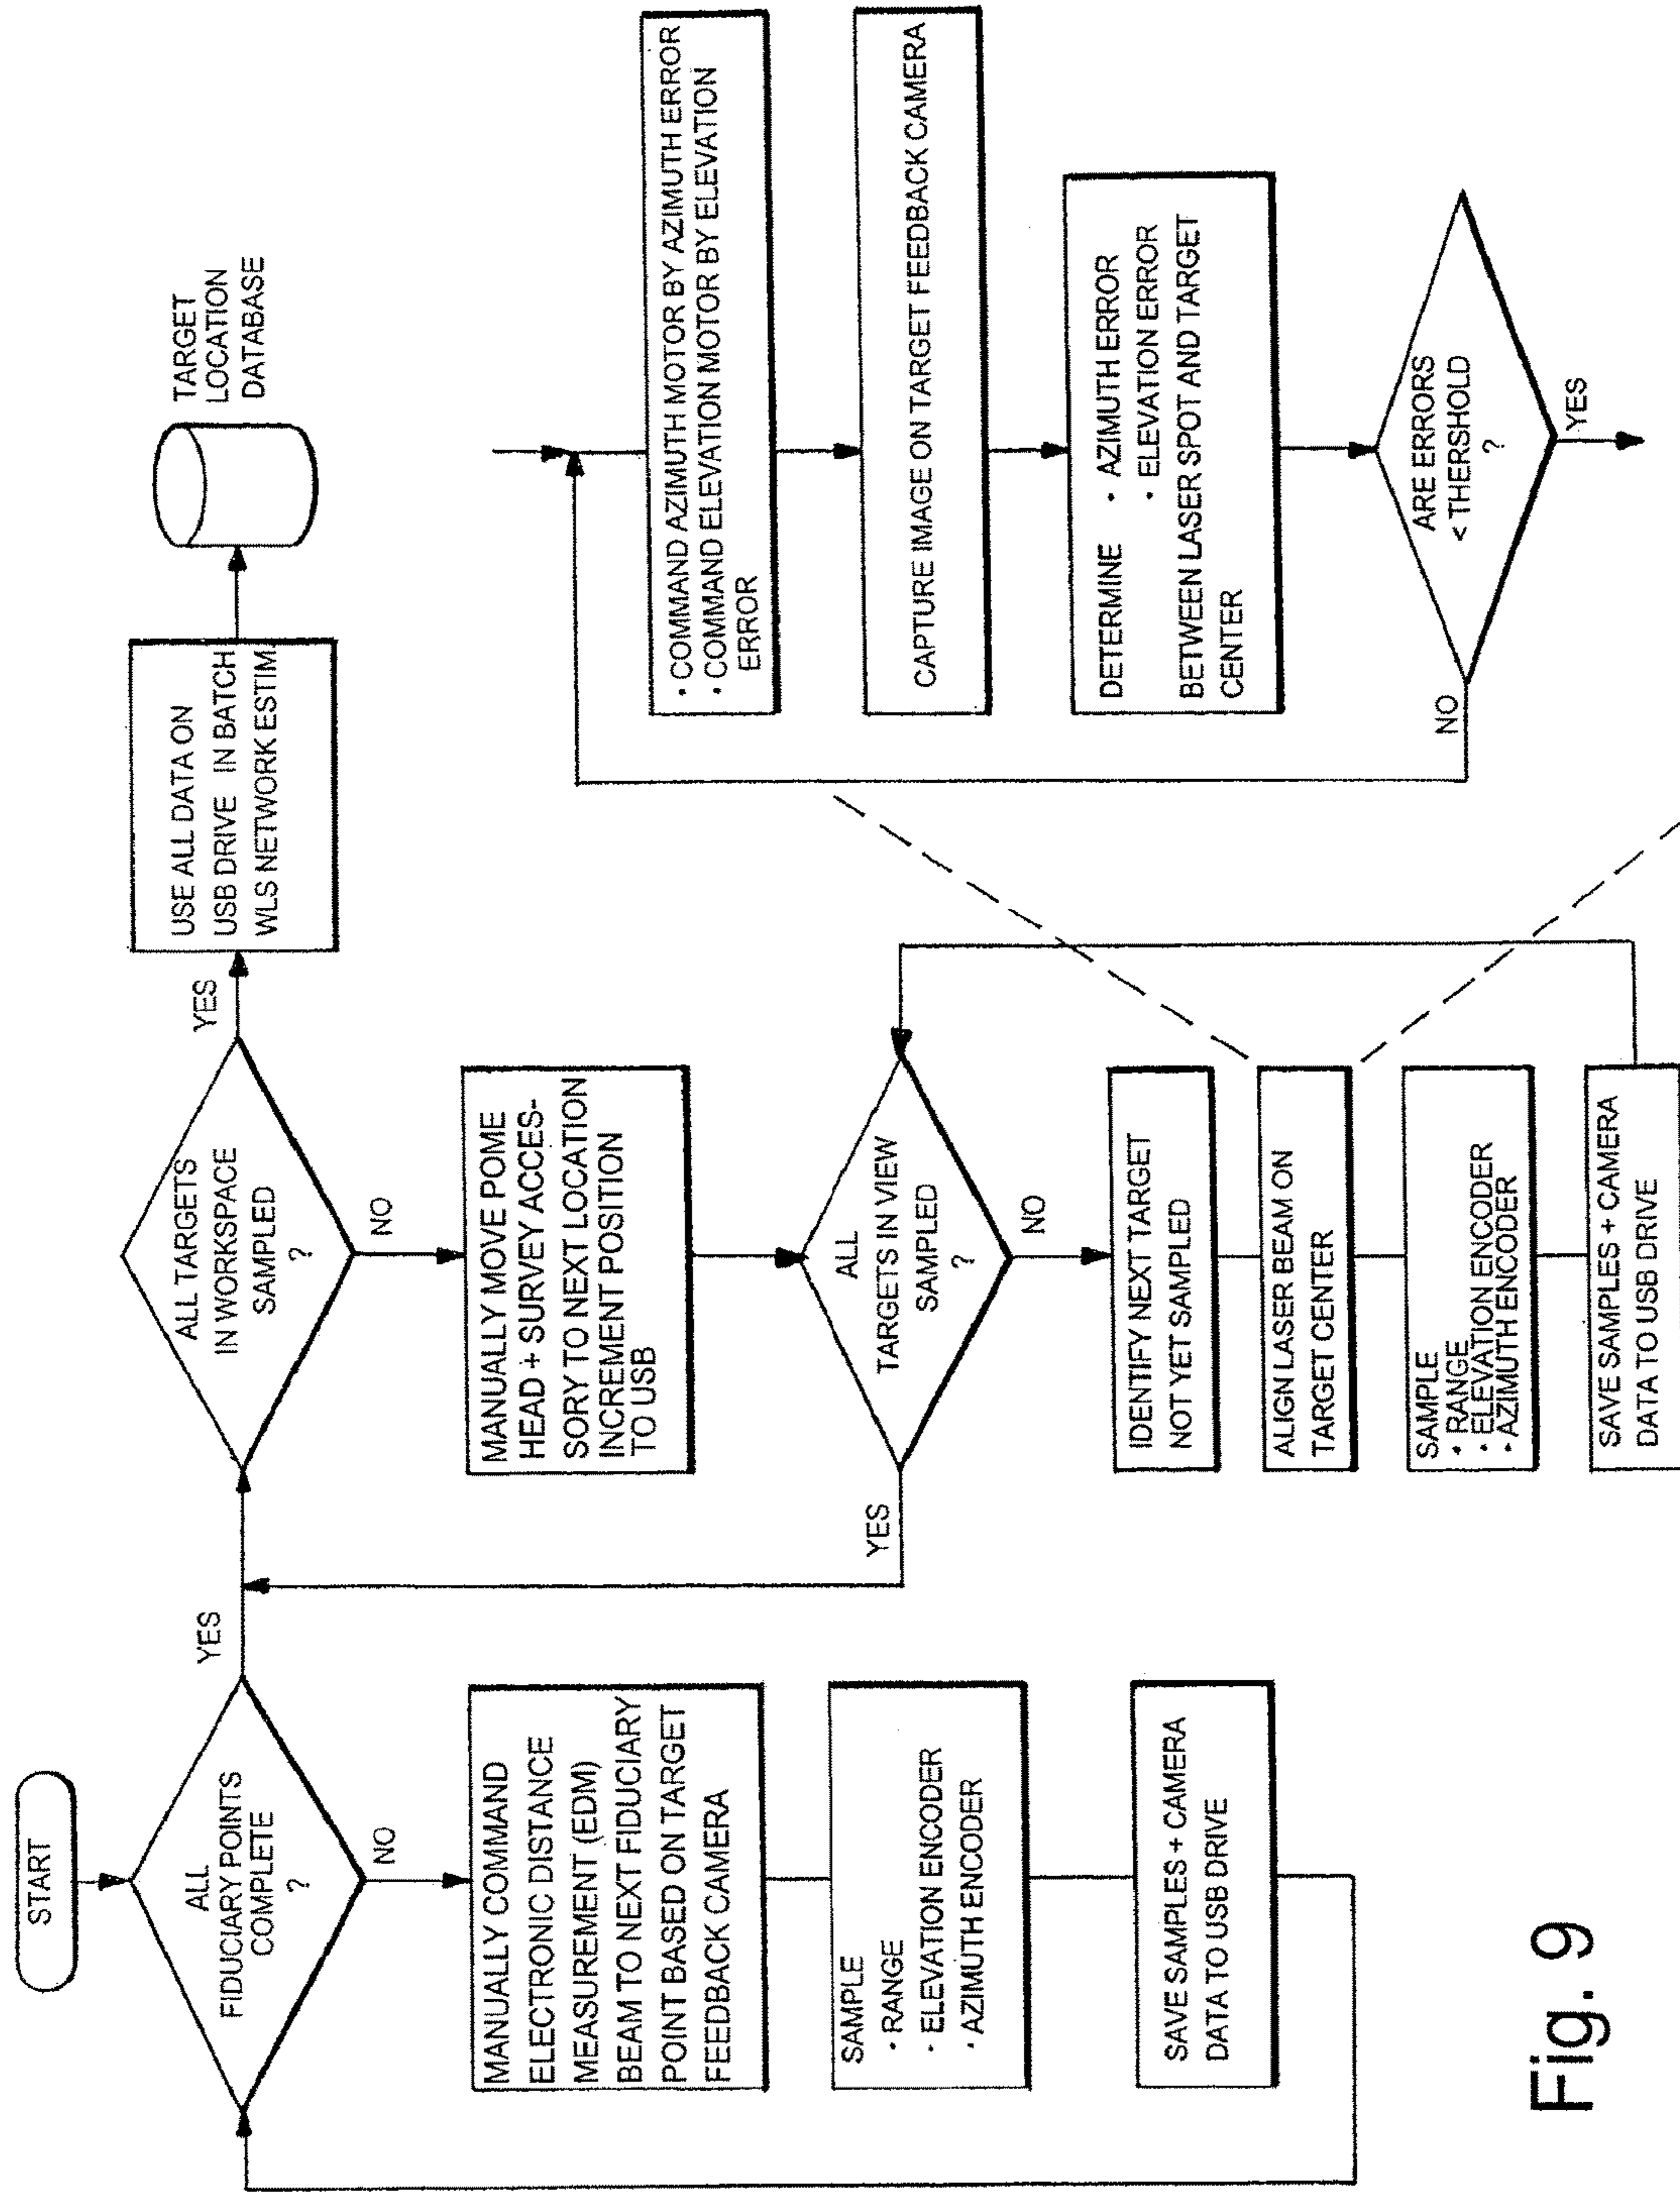 START
ALL
FIDUCIARY POINTS
COMPLETE
?
YES
NO
MANUALLY COMMAND
ELECTRONIC DISTANCE
MEASUREMENT (EDM)
BEAM TO NEXT FIDUCIARY
POINT BASED ON TARGET
FEEDBACK CAMERA
SAMPLE
· RANGE
· ELEVATION ENCODER
· AZIMUTH ENCODER
SAVE SAMPLES + CAMERA
DATA TO USB DRIVE
ALL TARGETS
IN WORKSPACE
SAMPLED
?
YES
NO
MANUALLY MOVE POME
HEAD + SURVEY ACCES-
SORY TO NEXT LOCATION
INCREMENT POSITION
TO USB
ALL
TARGETS IN VIEW
SAMPLED
?
YES
NO
IDENTIFY NEXT TARGET
NOT YET SAMPLED
ALIGN LASER BEAM ON
TARGET CENTER
SAMPLE
· RANGE
· ELEVATION ENCODER
· AZIMUTH ENCODER
SAVE SAMPLES + CAMERA
DATA TO USB DRIVE
USE ALL DATA ON
USB DRIVE IN BATCH
WLS NETWORK ESTIM
TARGET
LOCATION
DATABASE
· COMMAND AZIMUTH MOTOR BY AZIMUTH ERROR
· COMMAND ELEVATION MOTOR BY ELEVATION
ERROR
CAPTURE IMAGE ON TARGET FEEDBACK CAMERA
DETERMINE · AZIMUTH ERROR
· ELEVATION ERROR
BETWEEN LASER SPOT AND TARGET
CENTER
ARE ERRORS
< THERSHOLD
?
NO
YES
Fig. 9